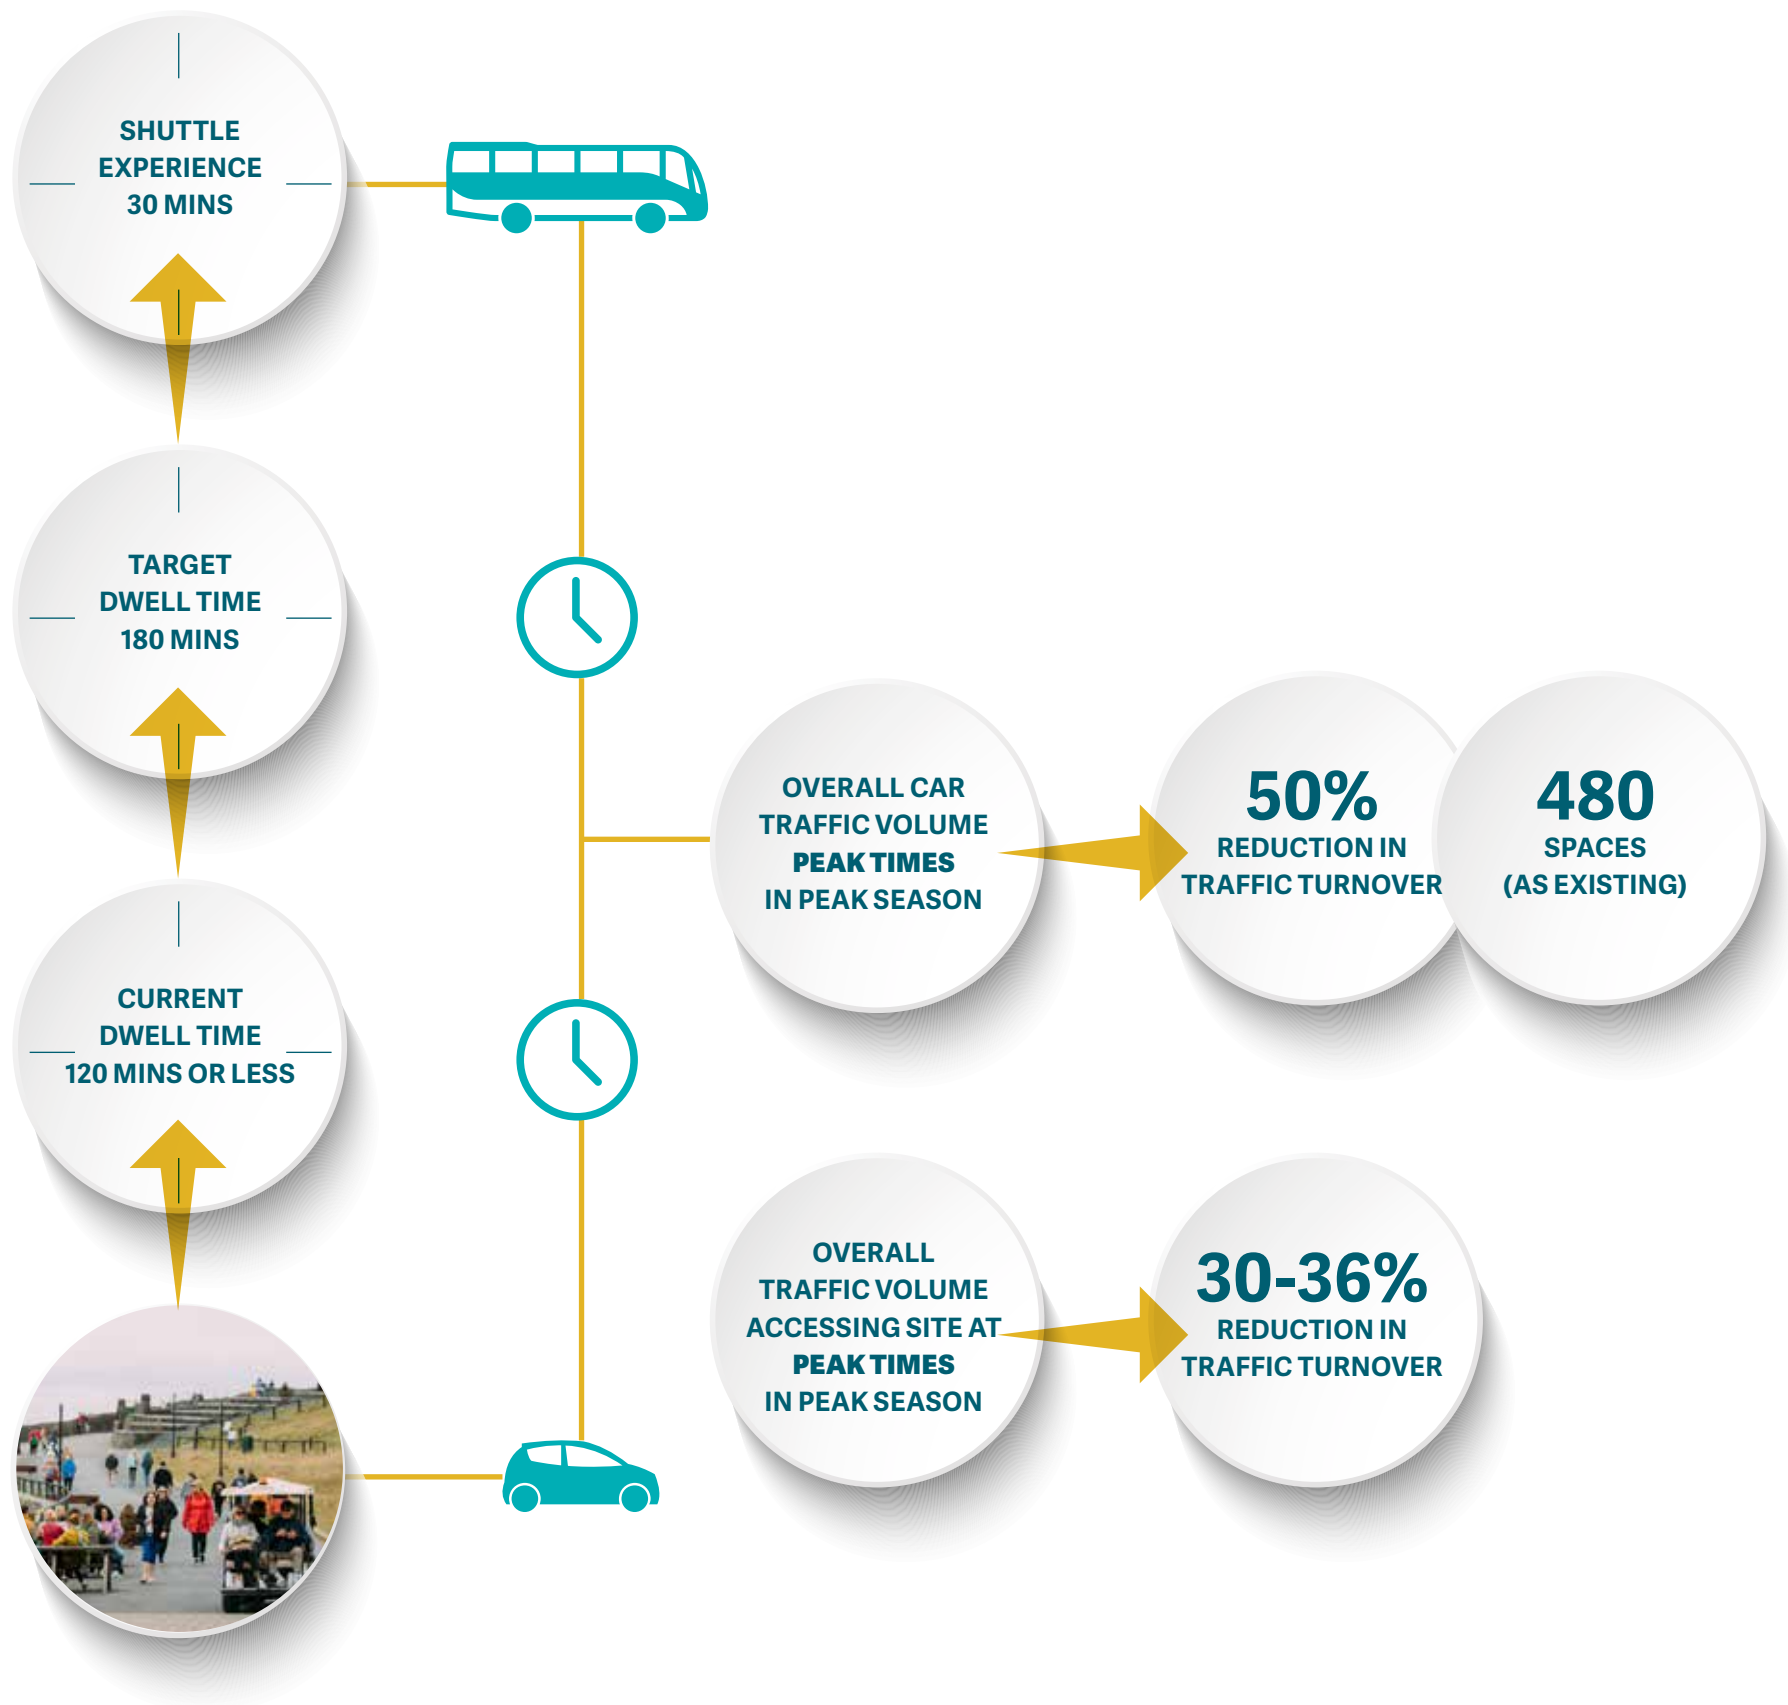 SHUTTLE
EXPERIENCE
30 MINS
TARGET
DWELL TIME
180 MINS
CURRENT
DWELL TIME
120 MINS OR LESS
OVERALL CAR
TRAFFIC VOLUME
PEAK TIMES
IN PEAK SEASON
50%
REDUCTION IN
TRAFFIC TURNOVER
480
SPACES
(AS EXISTING)
OVERALL
TRAFFIC VOLUME
ACCESSING SITE AT
PEAK TIMES
IN PEAK SEASON
30-36%
REDUCTION IN
TRAFFIC TURNOVER